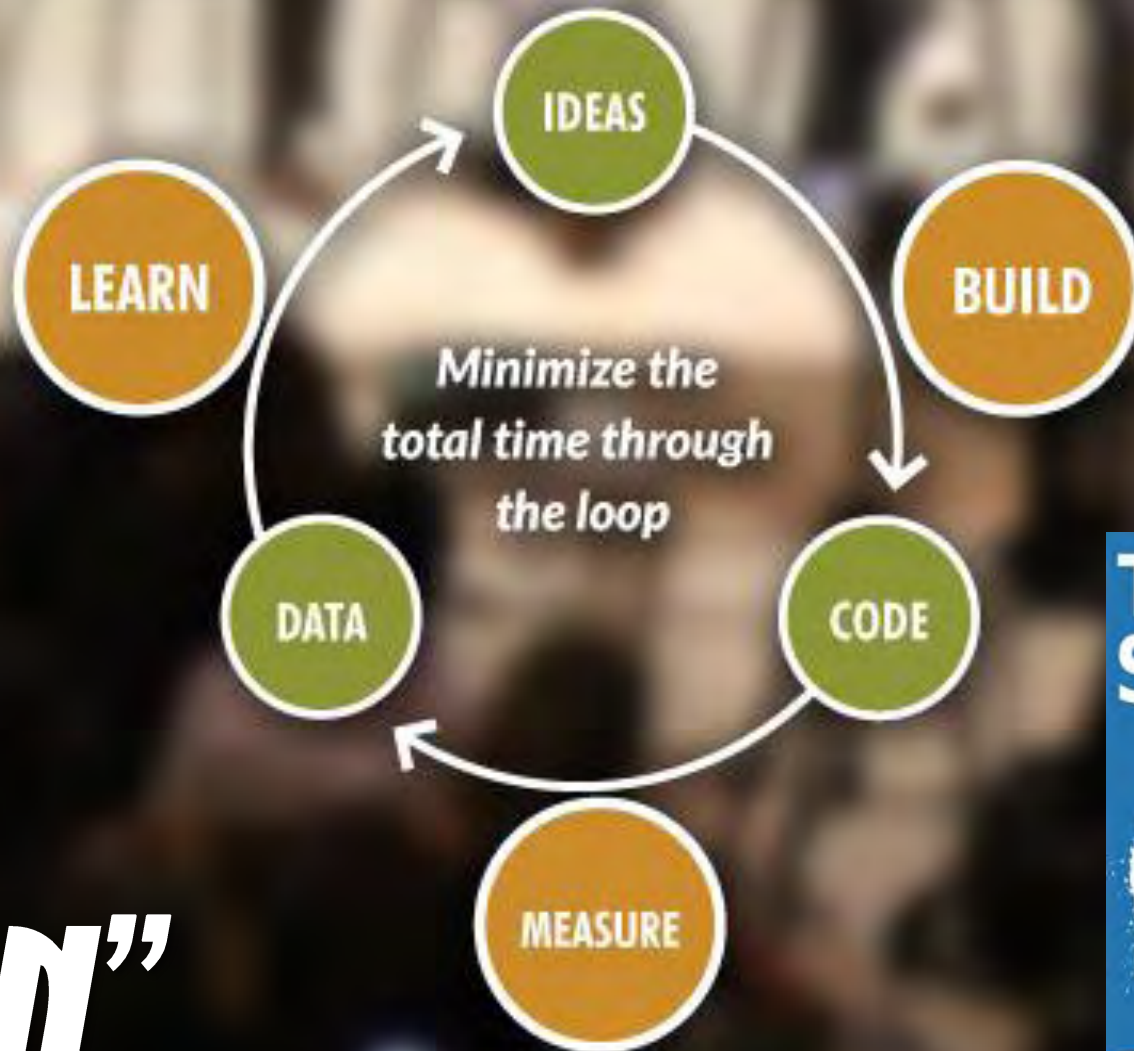 IDEAS
LEARN
BUILD
Minimize the
total time through
the loop
DATA
CODE
MEASURE